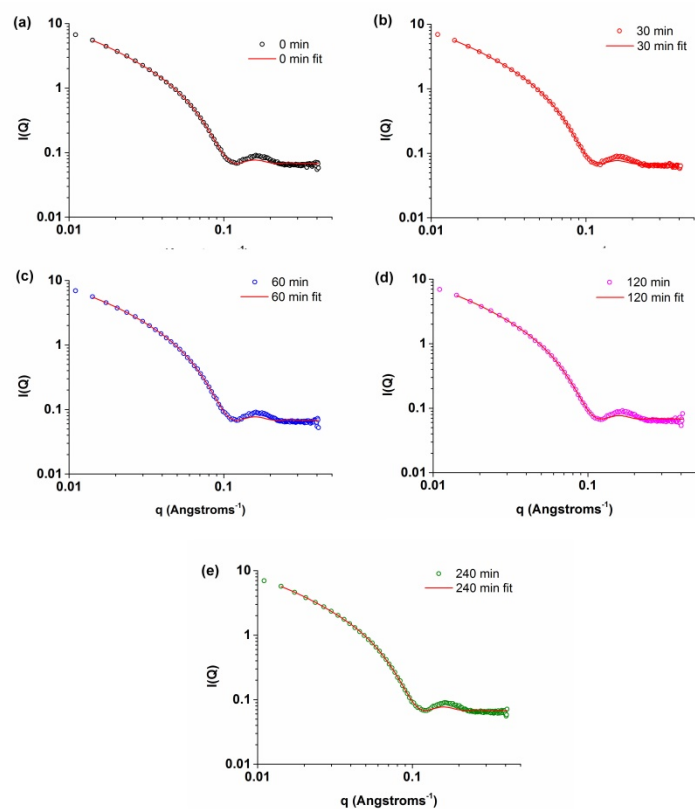 (a)
10
1
0.1
0.01
I(Q)
0 min
0 min fit
0.01
0.1
(b)
10
1
0.1
0.01
I(Q)
30 min
30 min fit
0.01
0.1
(c)
10
1
0.1
0.01
I(Q)
60 min
60 min fit
0.01
0.1
q (Angstroms⁻¹)
(d)
10
1
0.1
0.01
I(Q)
120 min
120 min fit
0.01
0.1
q (Angstroms⁻¹)
(e)
10
1
0.1
0.01
I(Q)
240 min
240 min fit
0.01
0.1
q (Angstroms⁻¹)